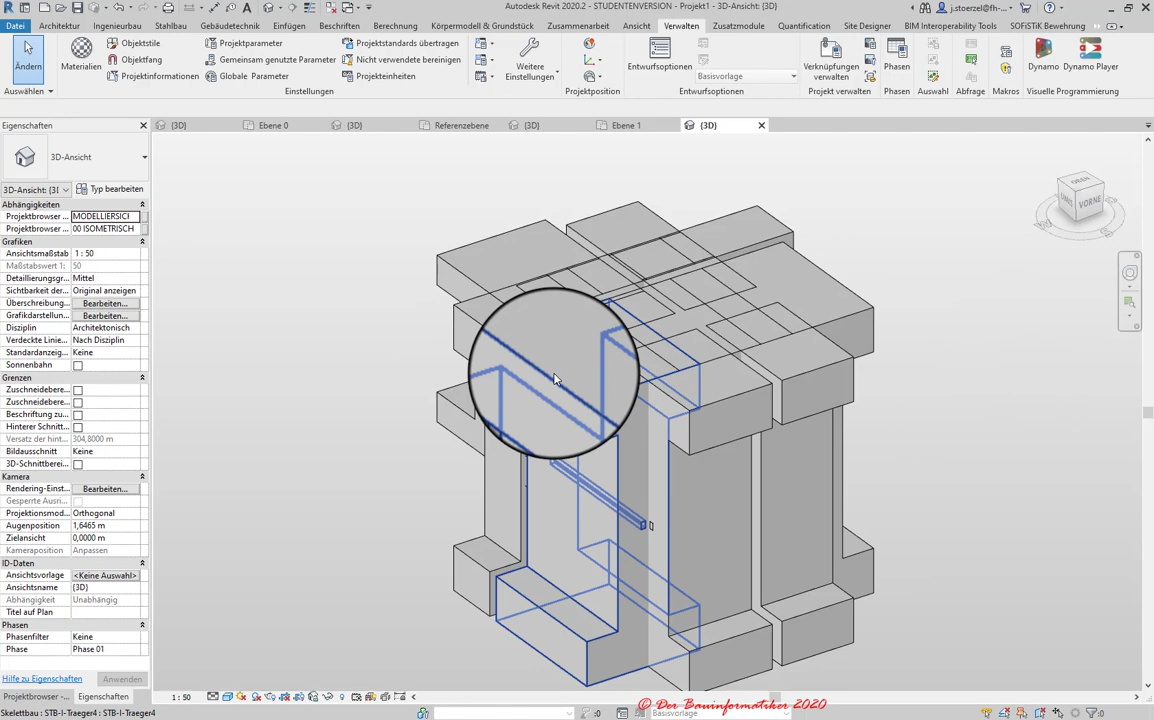 Autodesk Revit 2020.2 - STUDENTENVERSION - Projekt1 - 3D-Ansicht: {3D}
j.stoerzel@fh-...
Datei Architektur Ingenieurbau Stahlbau Gebäudetechnik Einfügen Beschriften Berechnung Körpermodell & Grundstück Zusammenarbeit Ansicht Verwalten Zusatzmodule Quantification Site Designer BIM Interoperability Tools SOFiSTiK Bewehrung
Ändern
Materialien
Objektstile
Objektfang
Projektinformationen
Projektparameter
Gemeinsam genutzte Parameter
Globale Parameter
Projektstandards übertragen
Nicht verwendete bereinigen
Projekteinheiten
Weitere
Einstellungen
Entwurfsoptionen
Basisvorlage
Verknüpfungen
verwalten
Phasen
Dynamo
Dynamo Player
Auswählen Einstellungen Projektposition Entwurfsoptionen Projekt verwalten Phasen Auswahl Abfrage Makros Visuelle Programmierung
Eigenschaften
{3D} Ebene 0 {3D} Referenzebene {3D} Ebene 1 {3D}
3D-Ansicht
3D-Ansicht: {3I Typ bearbeiten
Abhängigkeiten
Projektbrowser ... MODELLIERSICH
Projektbrowser ... 00 ISOMETRISCH
Grafiken
Ansichtsmaßstab 1 : 50
Maßstabswert 1: 50
Detaillierungsgr... Mittel
Sichtbarkeit der... Original anzeigen
Überschreibung... Bearbeiten...
Grafikdarstellun... Bearbeiten...
Disziplin Architektonisch
Verdeckte Linie... Nach Disziplin
Standardanzeig... Keine
Sonnenbahn
Grenzen
Zuschneidebere...
Zuschneidebere...
Beschriftung zu...
Hinterer Schnitt...
Versatz der hint... 304,8000 m
Bildausschnitt Keine
3D-Schnittberei...
Kamera
Rendering-Einst... Bearbeiten...
Gesperrte Ausri...
Projektionsmod... Orthogonal
Augenposition 1,6465 m
Zielansicht 0,0000 m
Kameraposition Anpassen
ID-Daten
Ansichtsvorlage <Keine Auswahl>
Ansichtsname {3D}
Abhängigkeit Unabhängig
Titel auf Plan
Phasen
Phasenfilter Keine
Phase Phase 01
Hilfe zu Eigenschaften Anwenden
Projektbrowser -... Eigenschaften
1 : 50
OBEN
VORNE
© Der Bauinformatiker 2020
Skelettbau : STB-I-Traeger4 : STB-I-Traeger4
:0
Basisvorlage
:0